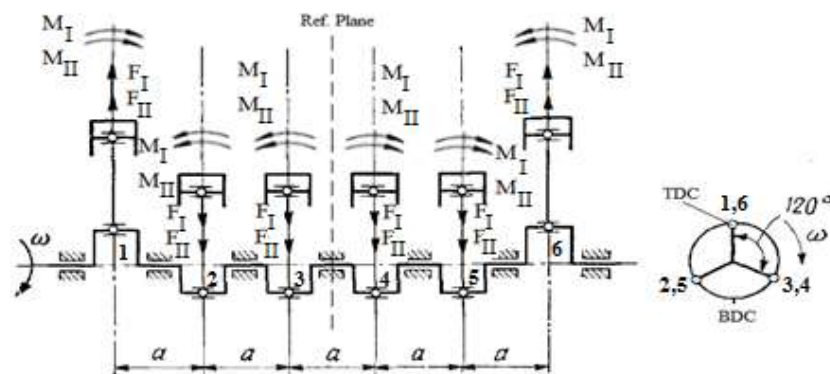 Ref. Plane
M_I
M_II
F_I
F_II
M_I
M_II
F_I
F_II
M_I
M_II
F_I
F_II
M_I
M_II
F_I
F_II
M_I
M_II
F_I
F_II
M_I
M_II
F_I
F_II
ω
1
2
3
4
5
6
a
a
a
a
a
TDC
1,6
120°
ω
2,5
3,4
BDC